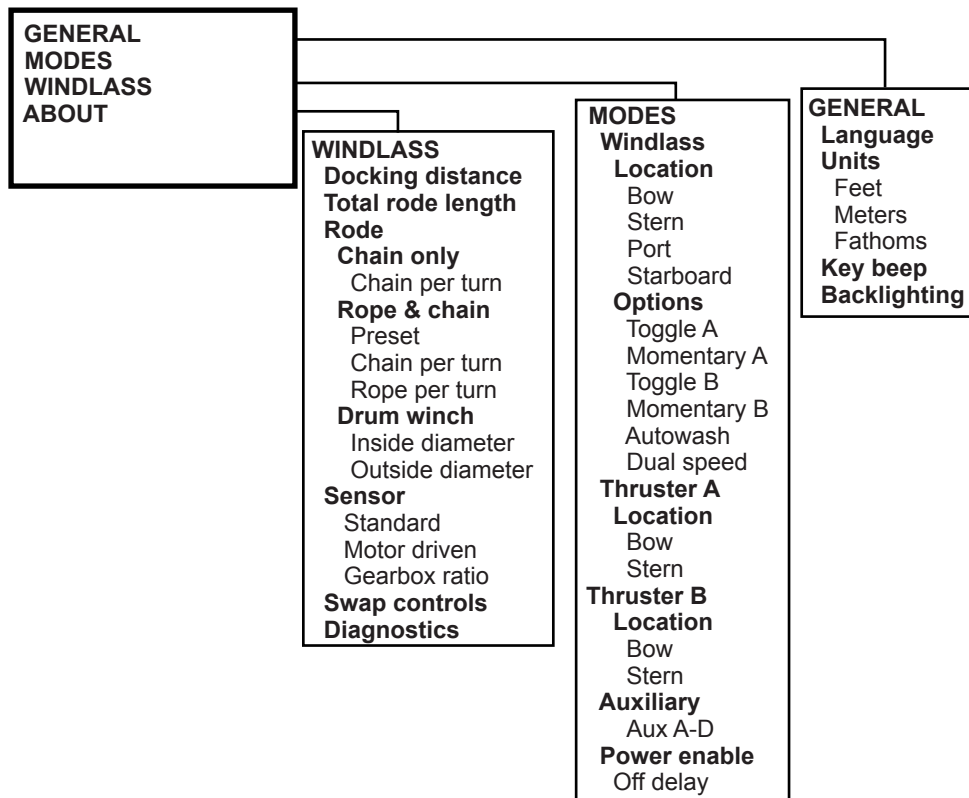 GENERAL
MODES
WINDLASS
ABOUT
WINDLASS
Docking distance
Total rode length
Rode
Chain only
Chain per turn
Rope & chain
Preset
Chain per turn
Rope per turn
Drum winch
Inside diameter
Outside diameter
Sensor
Standard
Motor driven
Gearbox ratio
Swap controls
Diagnostics
MODES
Windlass
Location
Bow
Stern
Port
Starboard
Options
Toggle A
Momentary A
Toggle B
Momentary B
Autowash
Dual speed
Thruster A
Location
Bow
Stern
Thruster B
Location
Bow
Stern
Auxiliary
Aux A-D
Power enable
Off delay
GENERAL
Language
Units
Feet
Meters
Fathoms
Key beep
Backlighting